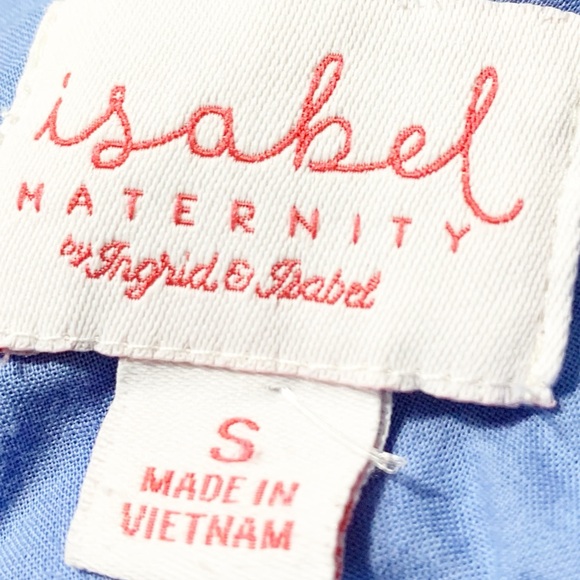 isabel
MATERNITY
by Ingrid & Isabel
S
MADE IN
VIETNAM